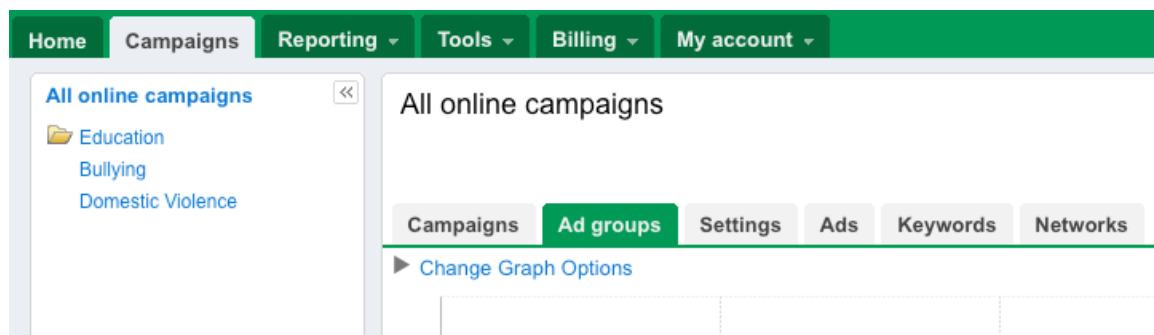 Home Campaigns Reporting Tools Billing My account
All online campaigns
Education
Bullying
Domestic Violence
All online campaigns
Campaigns Ad groups Settings Ads Keywords Networks
Change Graph Options